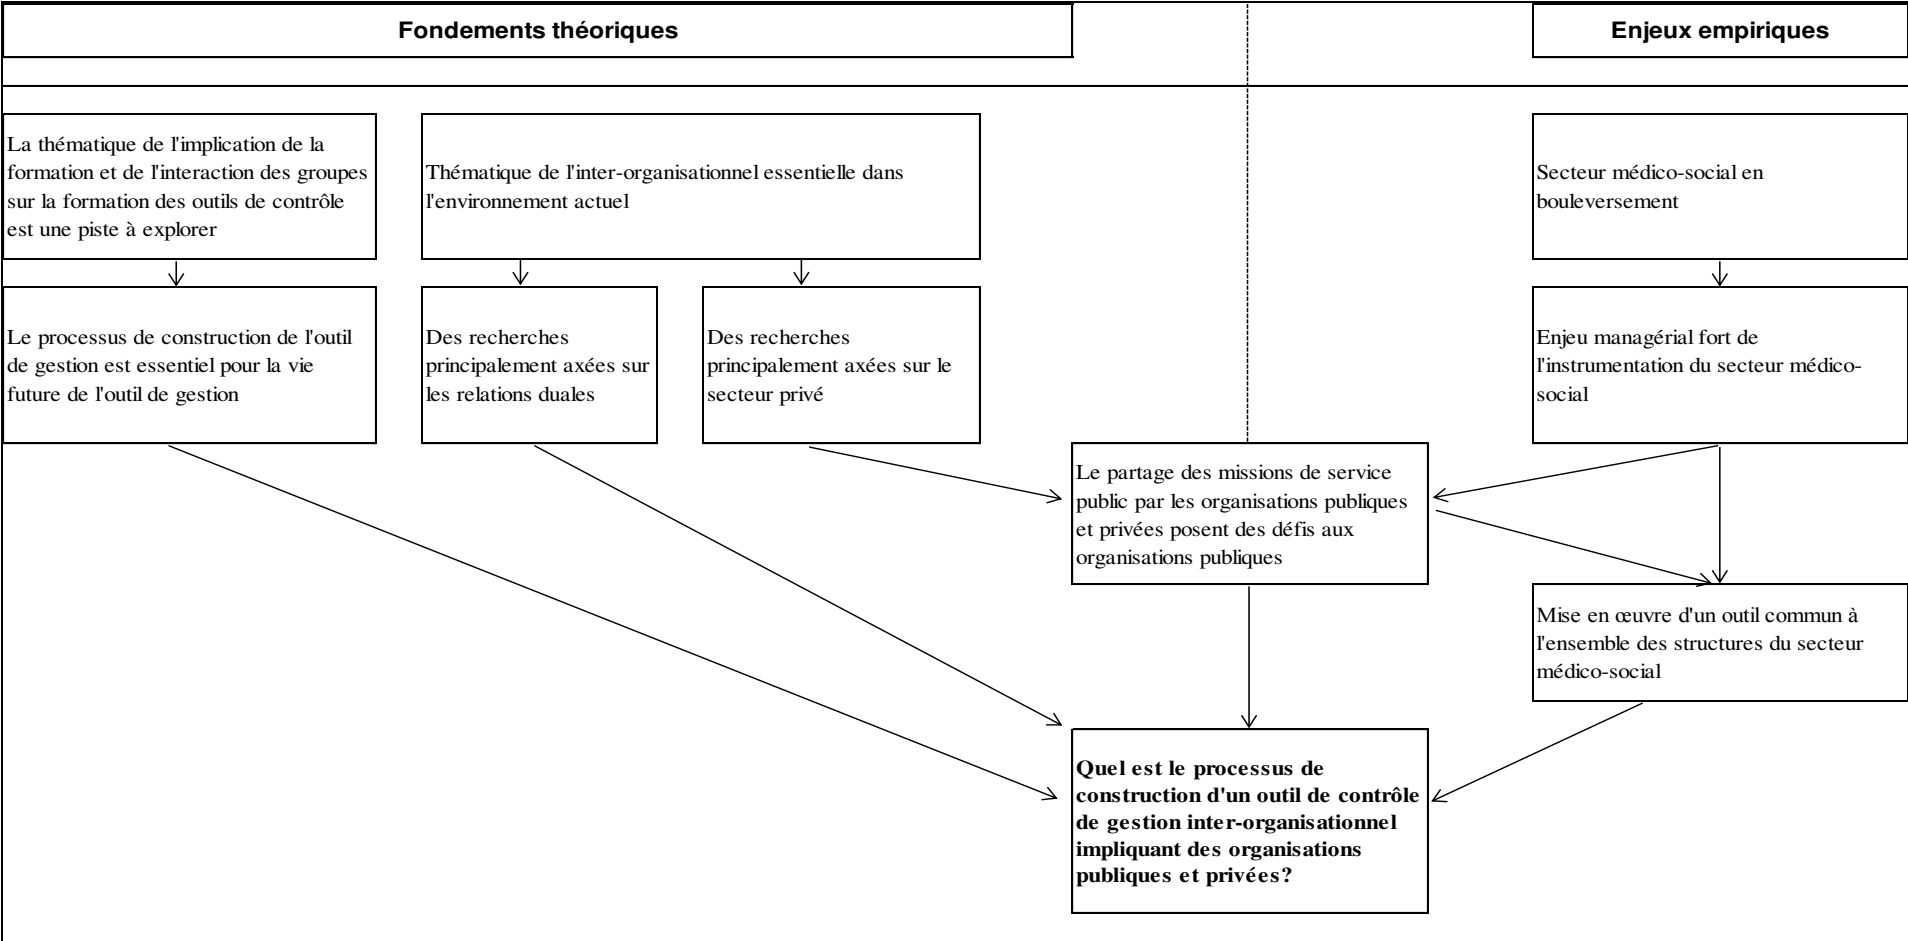 Fondements théoriques
Enjeux empiriques
La thématique de l'implication de la
formation et de l'interaction des groupes
sur la formation des outils de contrôle
est une piste à explorer
Thématique de l'inter-organisationnel essentielle dans
l'environnement actuel
Secteur médico-social en
bouleversement
Le processus de construction de l'outil
de gestion est essentiel pour la vie
future de l'outil de gestion
Des recherches
principalement axées sur
les relations duales
Des recherches
principalement axées sur le
secteur privé
Enjeu managérial fort de
l'instrumentation du secteur médico-
social
Le partage des missions de service
public par les organisations publiques
et privées posent des défis aux
organisations publiques
Mise en œuvre d'un outil commun à
l'ensemble des structures du secteur
médico-social
Quel est le processus de
construction d'un outil de contrôle
de gestion inter-organisationnel
impliquant des organisations
publiques et privées?